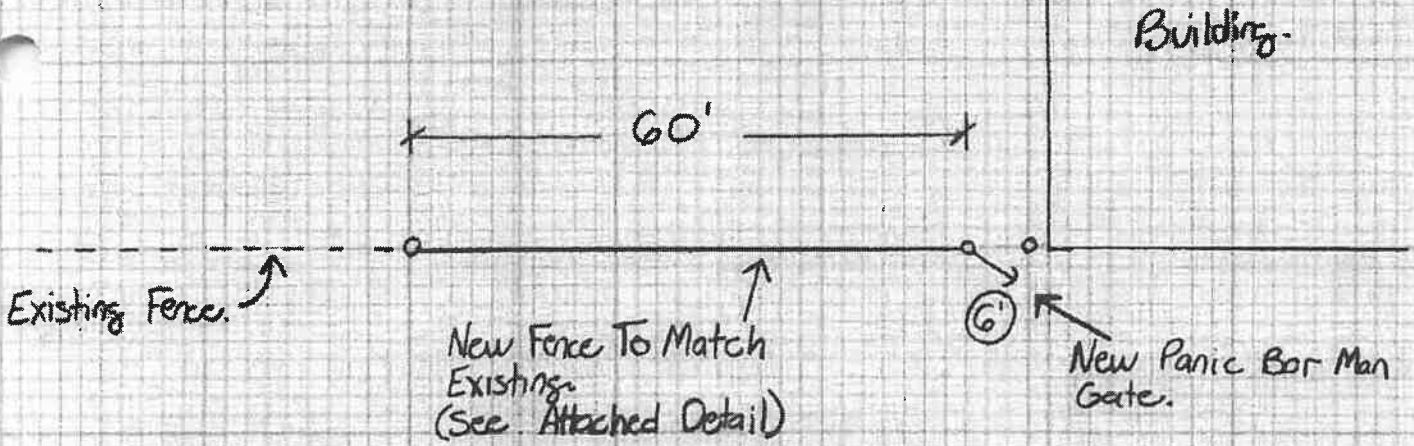 Building.
60'
Existing Fence.
New Fence To Match
Existing.
(See Attached Detail)
6'
New Panic Bar Man
Gate.